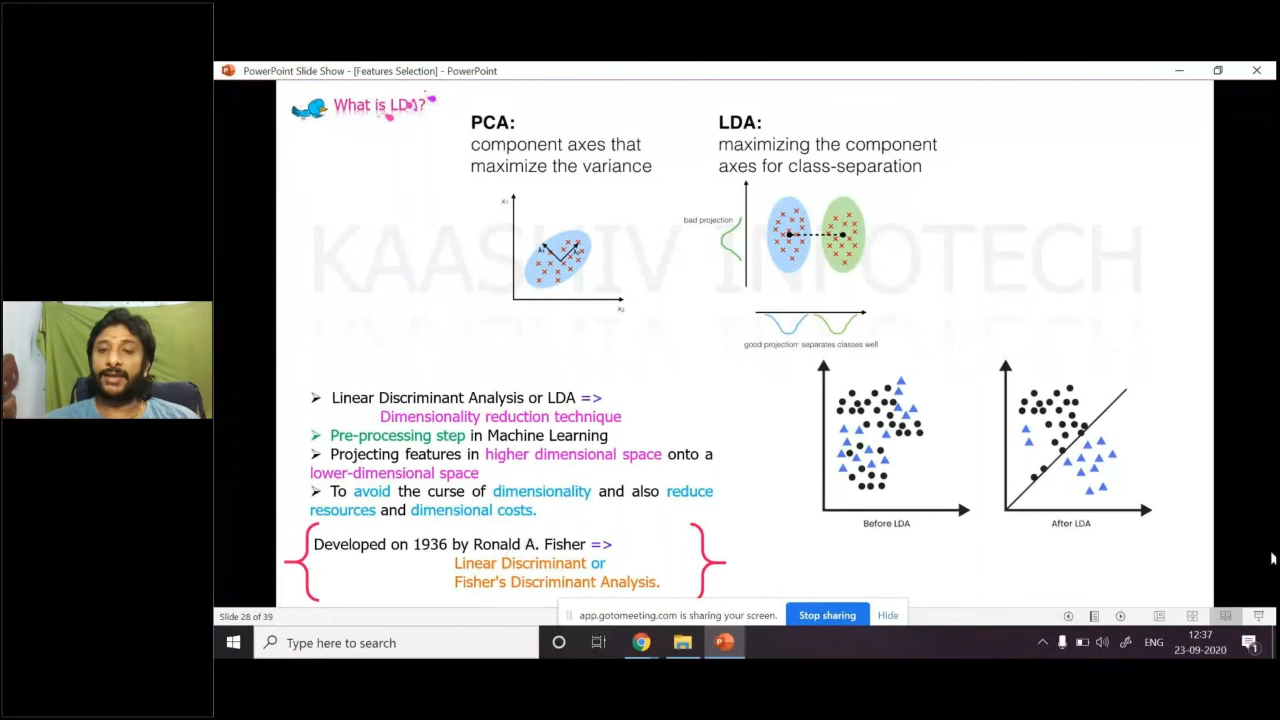 PowerPoint Slide Show - [Features Selection] - PowerPoint
What is LDA?
PCA:
component axes that
maximize the variance
LDA:
maximizing the component
axes for class-separation
x₁
x₂
bad projection
good projection: separates classes well
KAASHIV INFOTECH
➢ Linear Discriminant Analysis or LDA =>
Dimensionality reduction technique
➢ Pre-processing step in Machine Learning
➢ Projecting features in higher dimensional space onto a
lower-dimensional space
➢ To avoid the curse of dimensionality and also reduce
resources and dimensional costs.
Developed on 1936 by Ronald A. Fisher =>
Linear Discriminant or
Fisher's Discriminant Analysis.
Before LDA
After LDA
app.gotomeeting.com is sharing your screen.
Stop sharing
Hide
Slide 28 of 39
Type here to search
ENG
12:37
23-09-2020
1